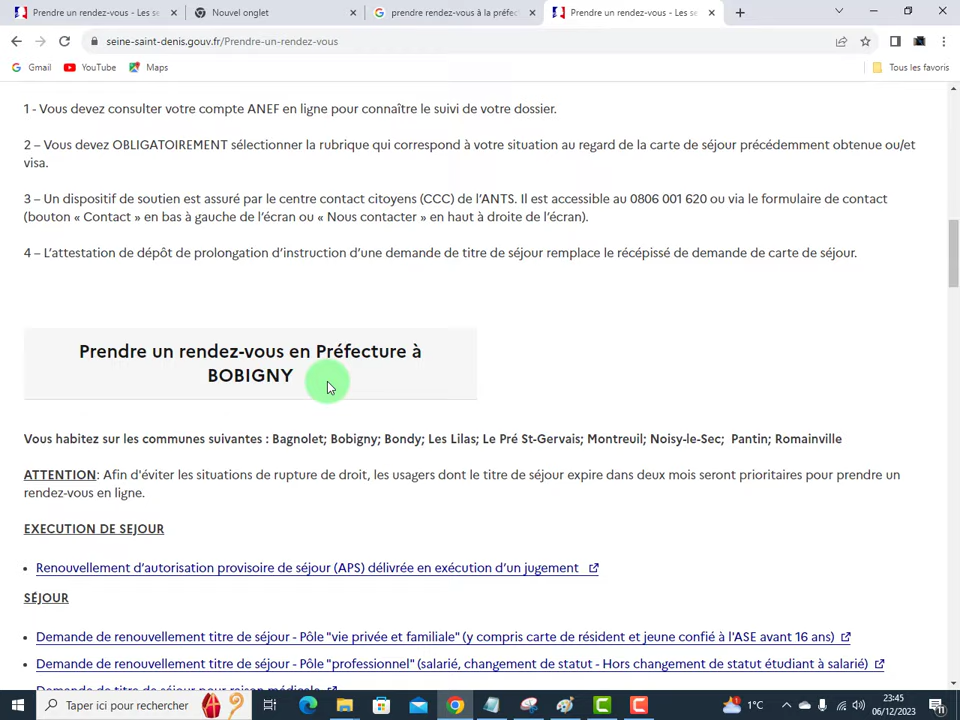 Prendre un rendez-vous - Les se
Nouvel onglet
prendre rendez-vous à la préfec
Prendre un rendez-vous - Les se
seine-saint-denis.gouv.fr/Prendre-un-rendez-vous
Gmail YouTube Maps Tous les favoris
1 - Vous devez consulter votre compte ANEF en ligne pour connaître le suivi de votre dossier.
2 – Vous devez OBLIGATOIREMENT sélectionner la rubrique qui correspond à votre situation au regard de la carte de séjour précédemment obtenue ou/et
visa.
3 – Un dispositif de soutien est assuré par le centre contact citoyens (CCC) de l’ANTS. Il est accessible au 0806 001 620 ou via le formulaire de contact
(bouton « Contact » en bas à gauche de l’écran ou « Nous contacter » en haut à droite de l’écran).
4 – L’attestation de dépôt de prolongation d’instruction d’une demande de titre de séjour remplace le récépissé de demande de carte de séjour.
Prendre un rendez-vous en Préfecture à
BOBIGNY
Vous habitez sur les communes suivantes : Bagnolet; Bobigny; Bondy; Les Lilas; Le Pré St-Gervais; Montreuil; Noisy-le-Sec; Pantin; Romainville
ATTENTION: Afin d'éviter les situations de rupture de droit, les usagers dont le titre de séjour expire dans deux mois seront prioritaires pour prendre un
rendez-vous en ligne.
EXECUTION DE SEJOUR
Renouvellement d’autorisation provisoire de séjour (APS) délivrée en exécution d’un jugement
SÉJOUR
Demande de renouvellement titre de séjour - Pôle "vie privée et familiale" (y compris carte de résident et jeune confié à l'ASE avant 16 ans)
Demande de renouvellement titre de séjour - Pôle "professionnel" (salarié, changement de statut - Hors changement de statut étudiant à salarié)
Demande de titre de séjour pour raison médicale
Taper ici pour rechercher
1°C
23:45
06/12/2023
11